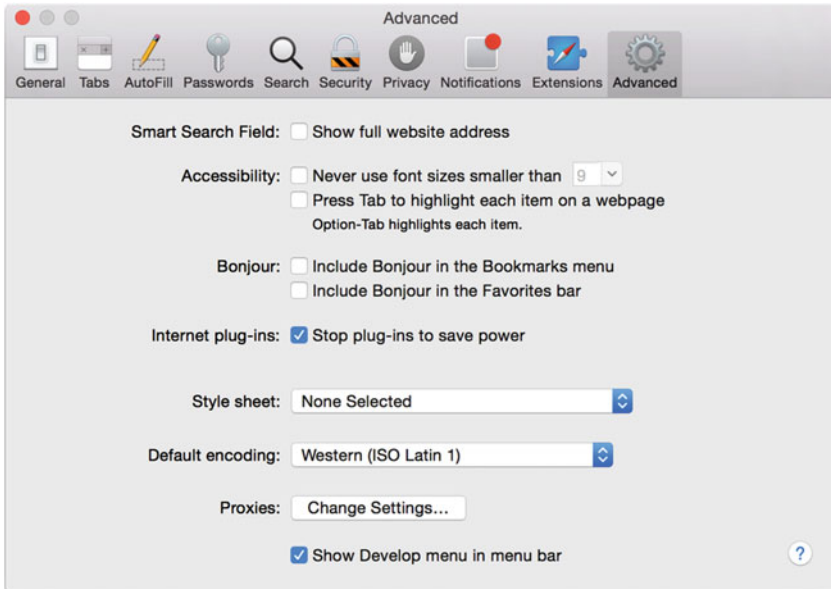 Advanced
General Tabs AutoFill Passwords Search Security Privacy Notifications Extensions Advanced
Smart Search Field: Show full website address
Accessibility: Never use font sizes smaller than 9
Press Tab to highlight each item on a webpage
Option-Tab highlights each item.
Bonjour: Include Bonjour in the Bookmarks menu
Include Bonjour in the Favorites bar
Internet plug-ins: Stop plug-ins to save power
Style sheet: None Selected
Default encoding: Western (ISO Latin 1)
Proxies: Change Settings...
Show Develop menu in menu bar
?